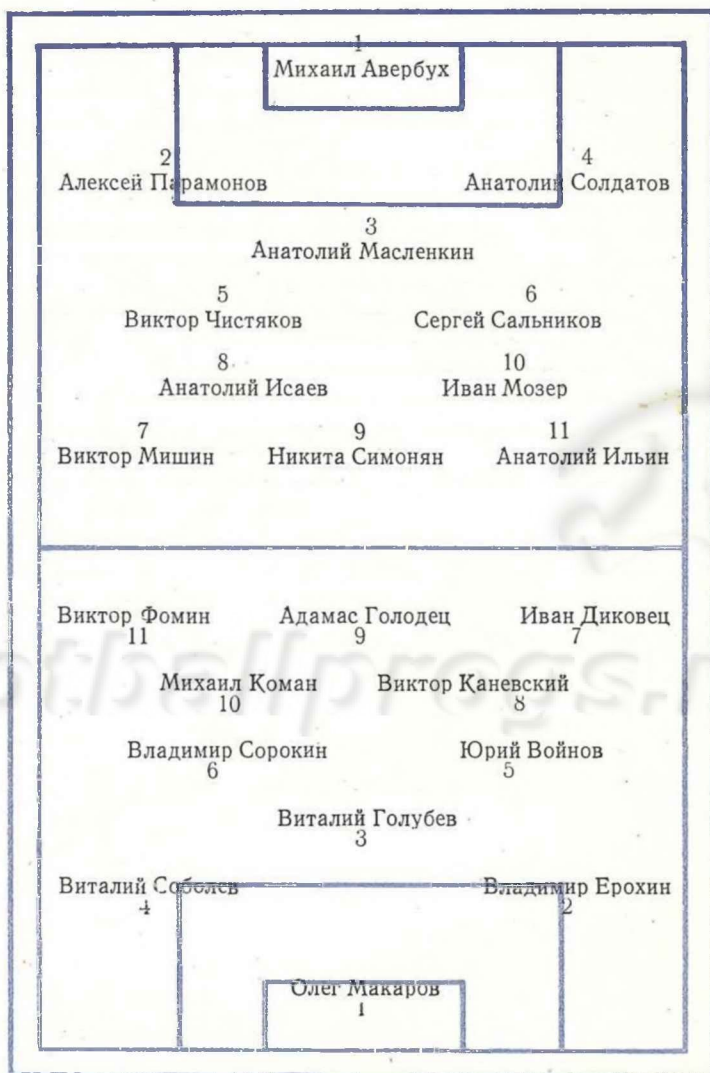 1
Михаил Авербух
2 4
Алексей Парамонов Анатолий Солдатов
3
Анатолий Масленкин
5 6
Виктор Чистяков Сергей Сальников
8 10
Анатолий Исаев Иван Мозер
7 9 11
Виктор Мишин Никита Симонян Анатолий Ильин
Виктор Фомин Адамас Голодец Иван Диковец
11 9 7
Михаил Коман Виктор Каневский
10 8
Владимир Сорокин Юрий Войнов
6 5
Виталий Голубев
3
Виталий Соболев Владимир Ерохин
4 2
Олег Макаров
1